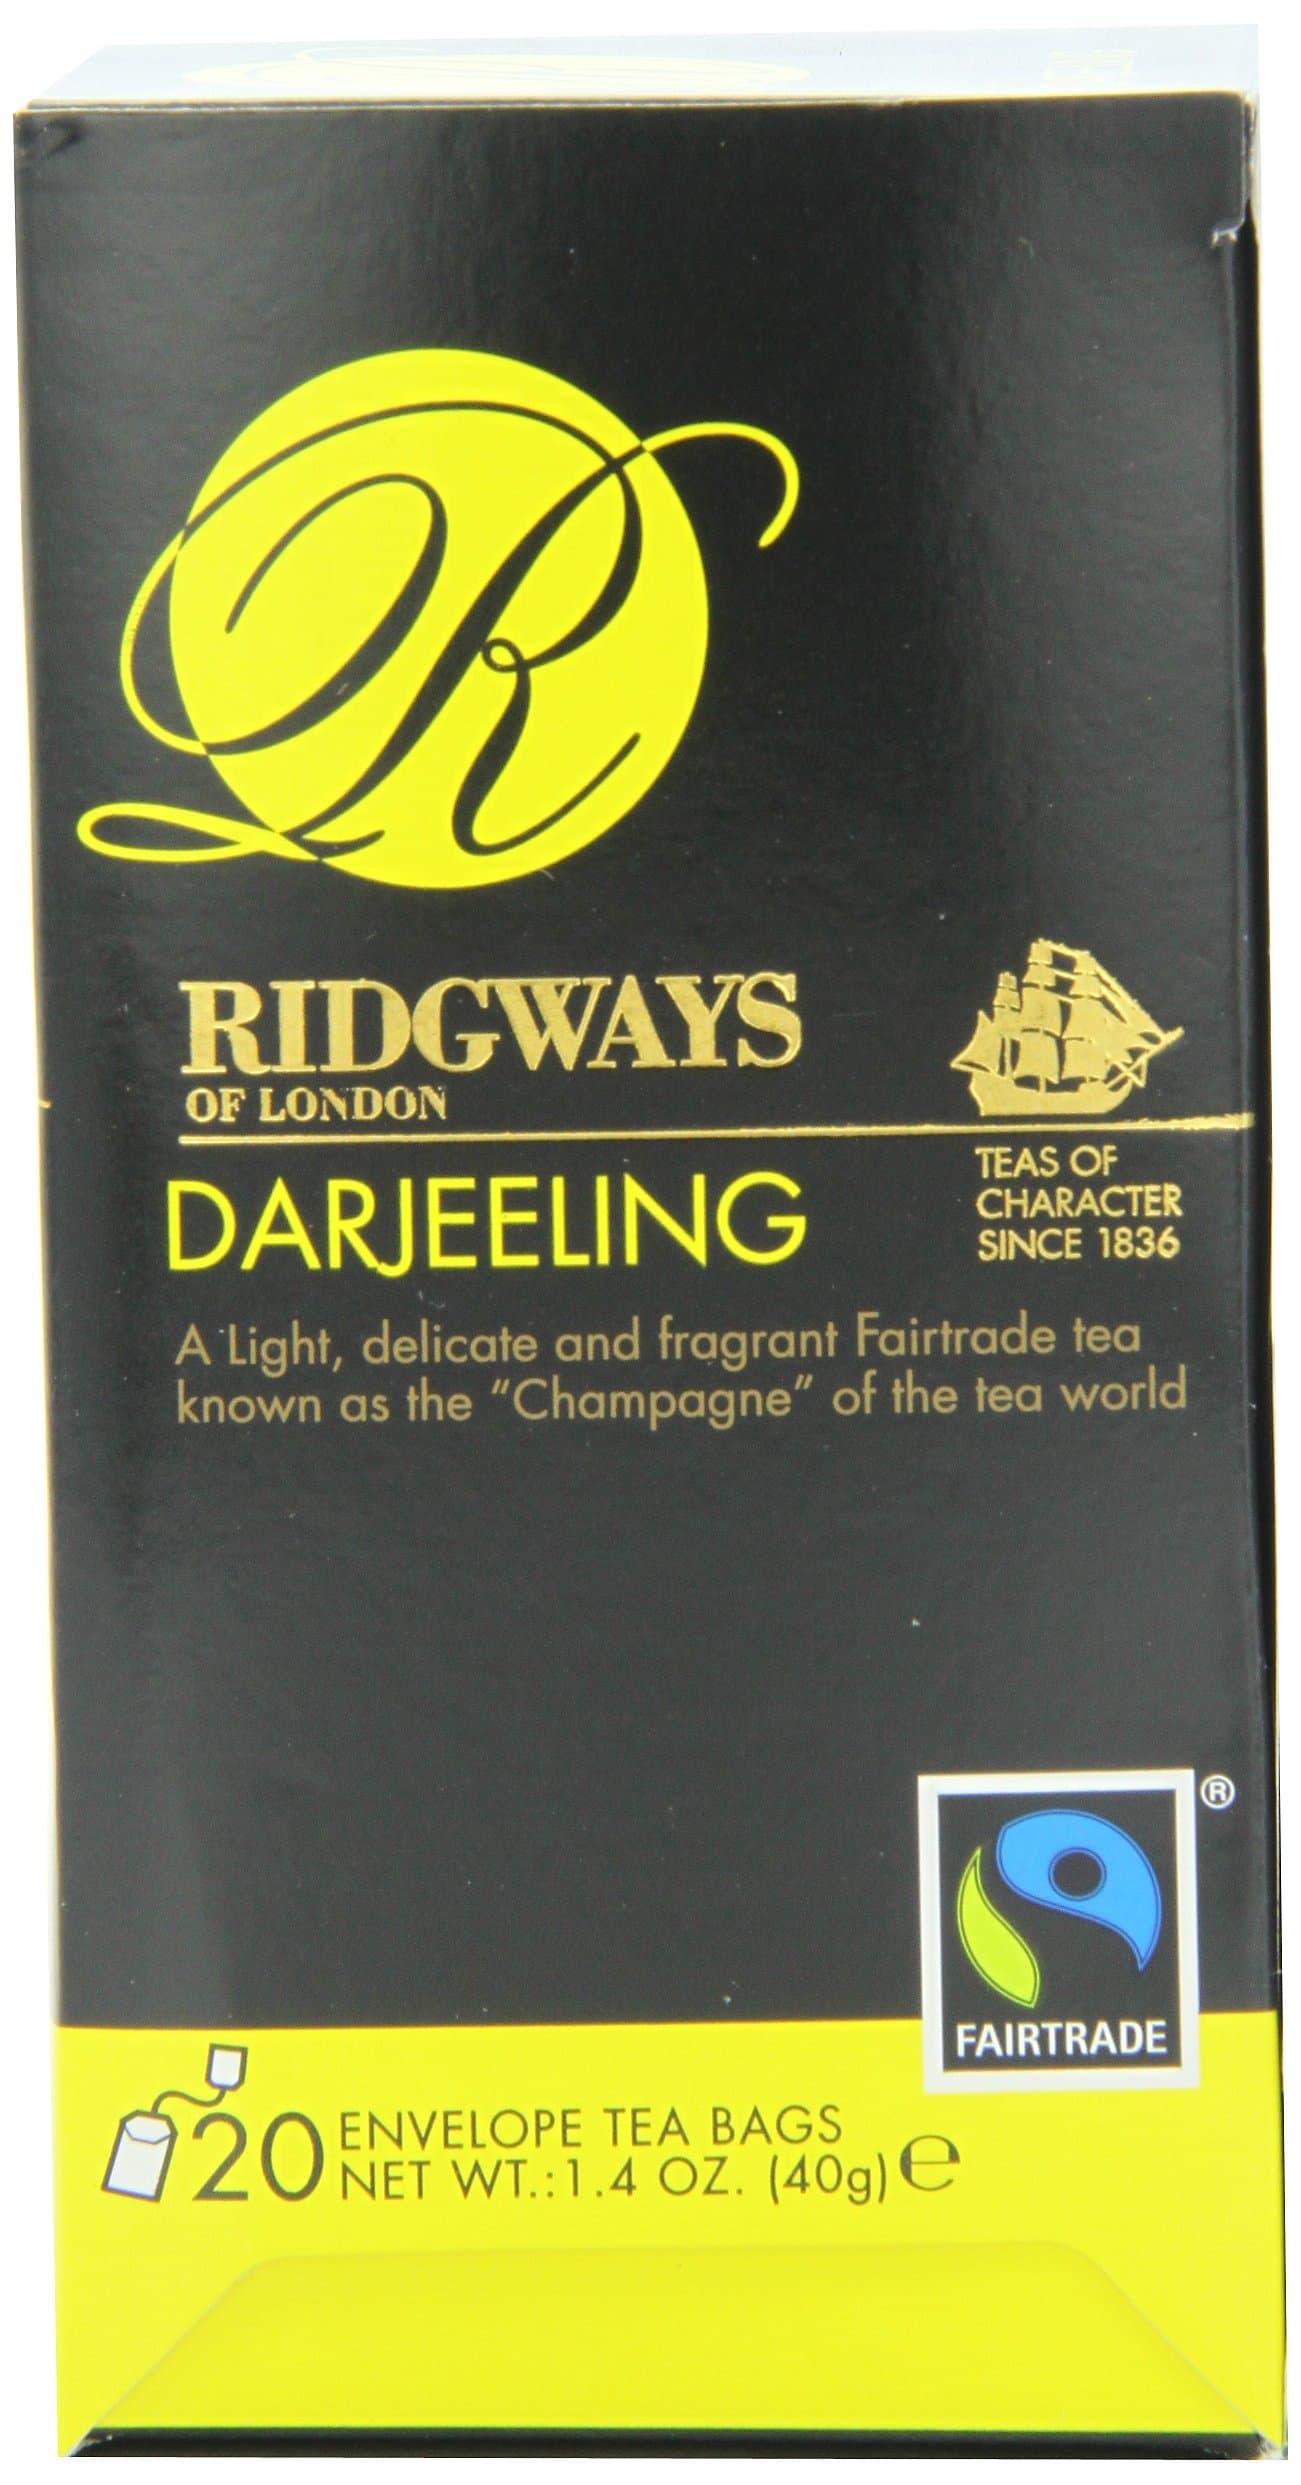 R
RIDGWAYS
OF LONDON
DARJEELING
TEAS OF
CHARACTER
SINCE 1836
A Light, delicate and fragrant Fairtrade tea
known as the "Champagne" of the tea world
®
FAIRTRADE
20 ENVELOPE TEA BAGS
NET WT.:1.4 OZ. (40g) ℮